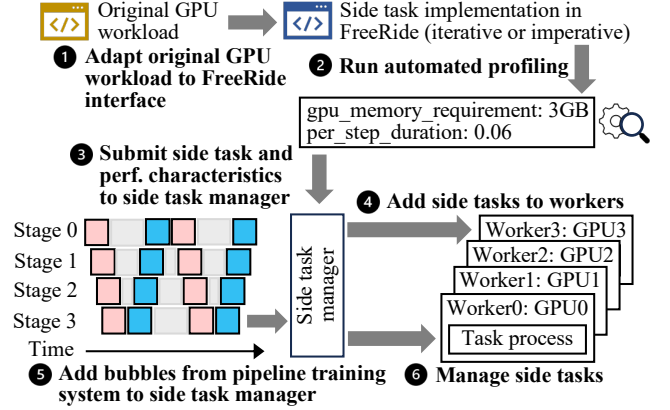 Original GPU
workload
Side task implementation in
FreeRide (iterative or imperative)
1 Adapt original GPU
workload to FreeRide
interface
2 Run automated profiling
gpu_memory_requirement: 3GB
per_step_duration: 0.06
3 Submit side task and
perf. characteristics
to side task manager
4 Add side tasks to workers
Stage 0
Stage 1
Stage 2
Stage 3
Time
Side task
manager
Worker3: GPU3
Worker2: GPU2
Worker1: GPU1
Worker0: GPU0
Task process
5 Add bubbles from pipeline training
system to side task manager
6 Manage side tasks